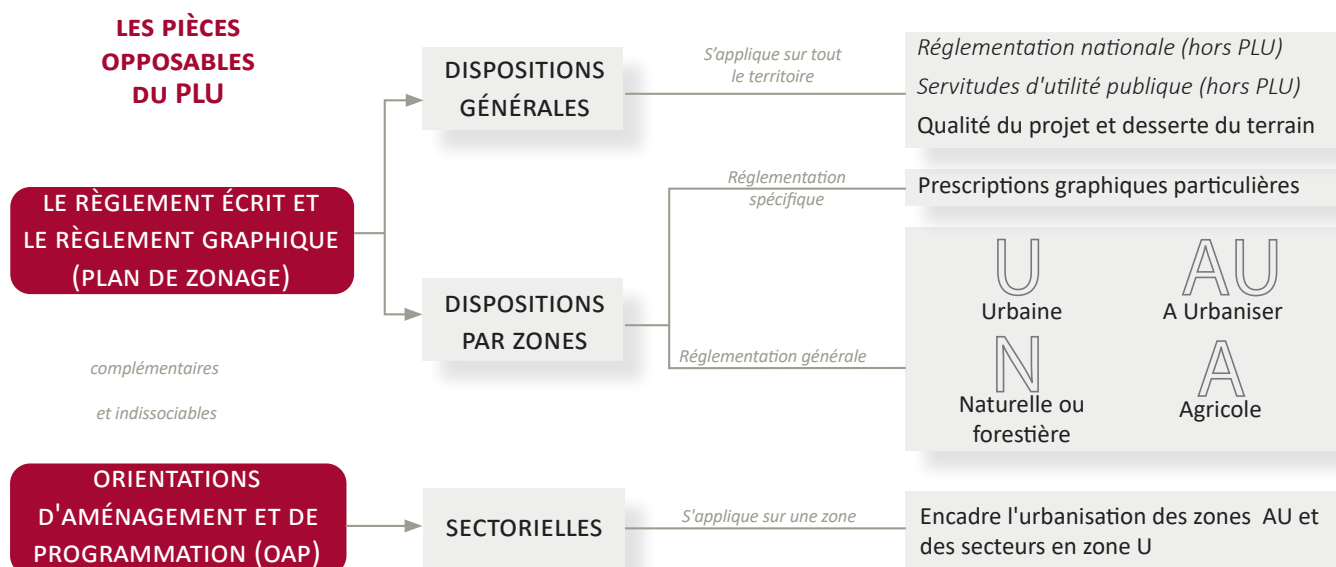 LES PIÈCES
OPPOSABLES
DU PLU
LE RÈGLEMENT ÉCRIT ET
LE RÈGLEMENT GRAPHIQUE
(PLAN DE ZONAGE)
DISPOSITIONS
GÉNÉRALES
S'applique sur tout
le territoire
Réglementation nationale (hors PLU)
Servitudes d'utilité publique (hors PLU)
Qualité du projet et desserte du terrain
DISPOSITIONS
PAR ZONES
Réglementation
spécifique
Prescriptions graphiques particulières
Réglementation générale
U
Urbaine
AU
A Urbaniser
N
Naturelle ou
forestière
A
Agricole
complémentaires
et indissociables
ORIENTATIONS
D'AMÉNAGEMENT ET DE
PROGRAMMATION (OAP)
SECTORIELLES
S'applique sur une zone
Encadre l'urbanisation des zones AU et
des secteurs en zone U